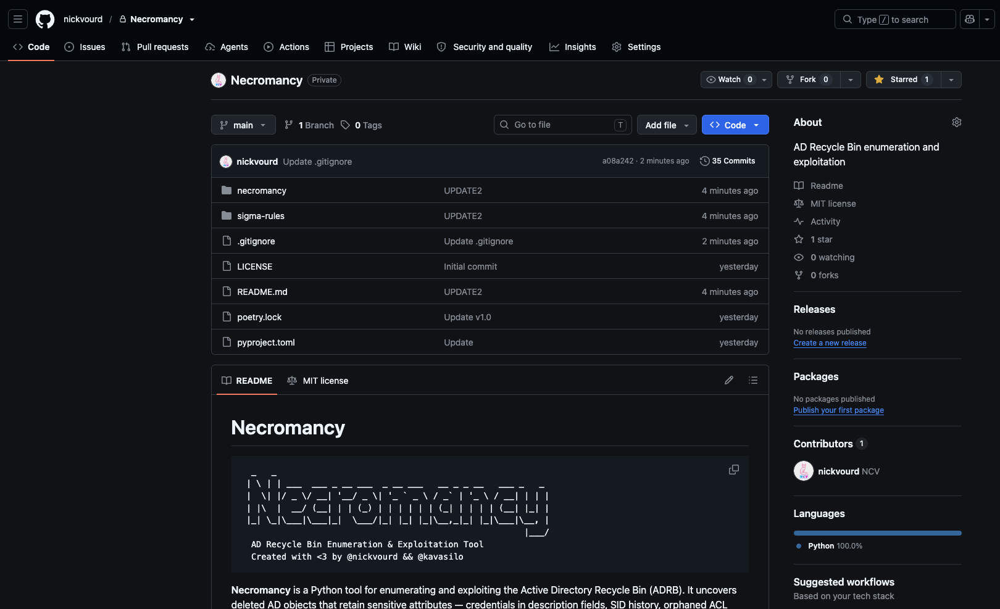 nickvourd / Necromancy
Type / to search
Code Issues Pull requests Agents Actions Projects Wiki Security and quality Insights Settings
Necromancy Private
Watch 0 Fork 0 Starred 1
main 1 Branch 0 Tags
Go to file T Add file Code
nickvourd Update .gitignore a08a242 · 2 minutes ago 35 Commits
necromancy UPDATE2 4 minutes ago
sigma-rules UPDATE2 4 minutes ago
.gitignore Update .gitignore 2 minutes ago
LICENSE Initial commit yesterday
README.md UPDATE2 4 minutes ago
poetry.lock Update v1.0 yesterday
pyproject.toml Update yesterday
README MIT license
Necromancy
Necromancy
AD Recycle Bin Enumeration & Exploitation Tool
Created with <3 by @nickvourd && @kavasilo
Necromancy is a Python tool for enumerating and exploiting the Active Directory Recycle Bin (ADRB). It uncovers
deleted AD objects that retain sensitive attributes — credentials in description fields, SID history, orphaned ACL
About
AD Recycle Bin enumeration and
exploitation
Readme
MIT license
Activity
1 star
0 watching
0 forks
Releases
No releases published
Create a new release
Packages
No packages published
Publish your first package
Contributors 1
nickvourd NCV
Languages
Python 100.0%
Suggested workflows
Based on your tech stack